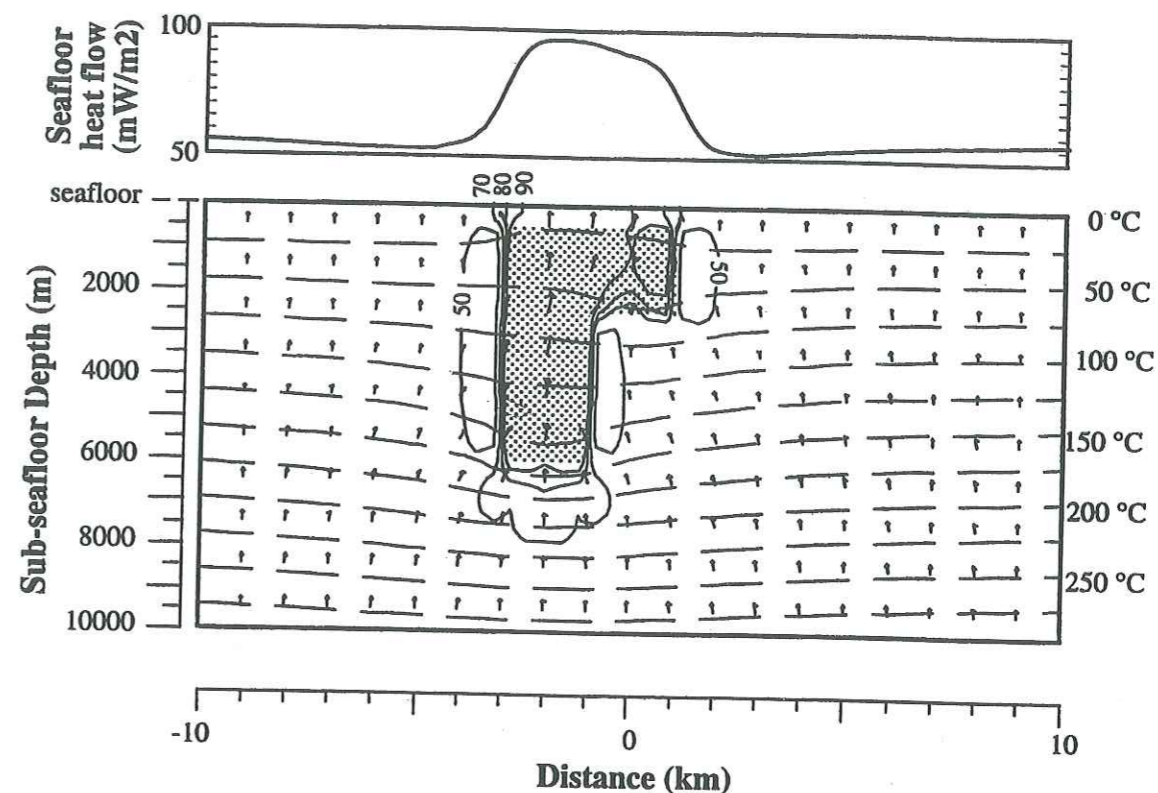 100
Seafloor
heat flow
(mW/m2)
50
70 80 90
seafloor
0 °C
2000
50
50
50 °C
4000
100 °C
6000
150 °C
8000
200 °C
250 °C
10000
Sub-seafloor Depth (m)
-10
0
10
Distance (km)